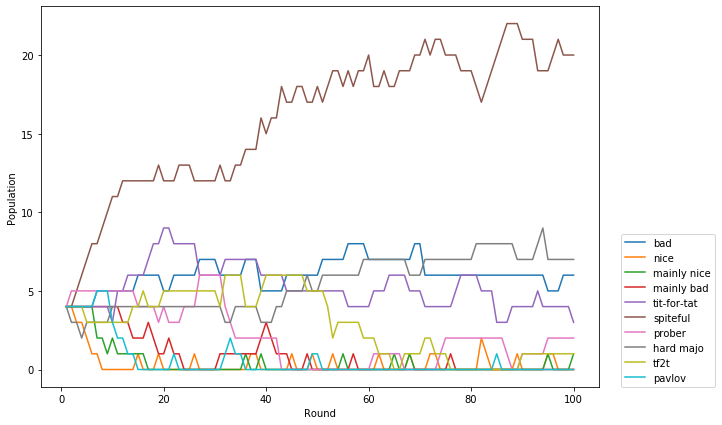 Population
20
15
10
5
0
0
20
40
60
80
100
Round
bad
nice
mainly nice
mainly bad
tit-for-tat
spiteful
prober
hard majo
tf2t
pavlov